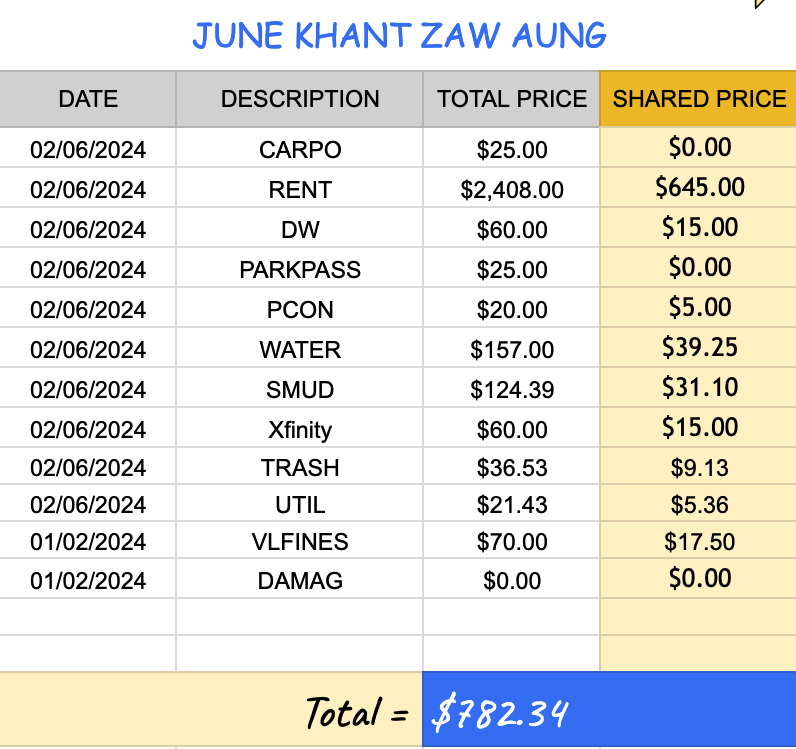 JUNE KHANT ZAW AUNG
DATE DESCRIPTION TOTAL PRICE SHARED PRICE
02/06/2024 CARPO $25.00 $0.00
02/06/2024 RENT $2,408.00 $645.00
02/06/2024 DW $60.00 $15.00
02/06/2024 PARKPASS $25.00 $0.00
02/06/2024 PCON $20.00 $5.00
02/06/2024 WATER $157.00 $39.25
02/06/2024 SMUD $124.39 $31.10
02/06/2024 Xfinity $60.00 $15.00
02/06/2024 TRASH $36.53 $9.13
02/06/2024 UTIL $21.43 $5.36
01/02/2024 VLFINES $70.00 $17.50
01/02/2024 DAMAG $0.00 $0.00
Total = $782.34